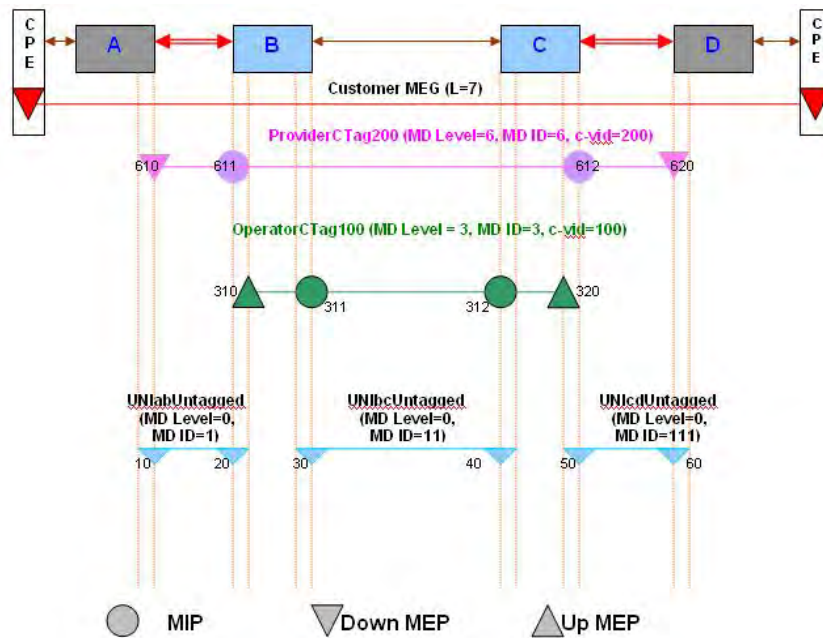 C
P
E
A
B
C
D
C
P
E
Customer MEG (L=7)
ProviderCTag200 (MD Level=6, MD ID=6, c-vid=200)
610
611
612
620
OperatorCTag100 (MD Level = 3, MD ID=3, c-vid=100)
310
311
312
320
UNIabUntagged
(MD Level=0,
MD ID=1)
UNIbcUntagged
(MD Level=0,
MD ID=11)
UNIcdUntagged
(MD Level=0,
MD ID=111)
10
20
30
40
50
60
MIP
Down MEP
Up MEP